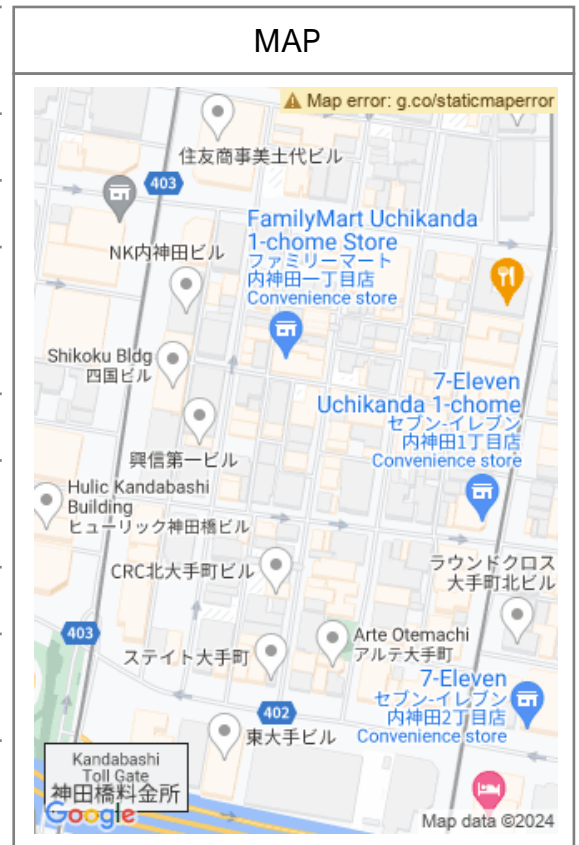 MAP
Map error: g.co/staticmaperror
住友商事美土代ビル
403
FamilyMart Uchikanda
1-chome Store
ファミリーマート
内神田一丁目店
Convenience store
NK内神田ビル
Shikoku Bldg
四国ビル
7-Eleven
Uchikanda 1-chome
セブン-イレブン
内神田1丁目店
Convenience store
興信第一ビル
Hulic Kandabashi
Building
ヒューリック神田橋ビル
CRC北大手町ビル
ラウンドクロス
大手町北ビル
403
Arte Otemachi
アルテ大手町
ステイト大手町
7-Eleven
セブン-イレブン
内神田2丁目店
Convenience store
402
東大手ビル
Kandabashi
Toll Gate
神田橋料金所
Google
Map data ©2024